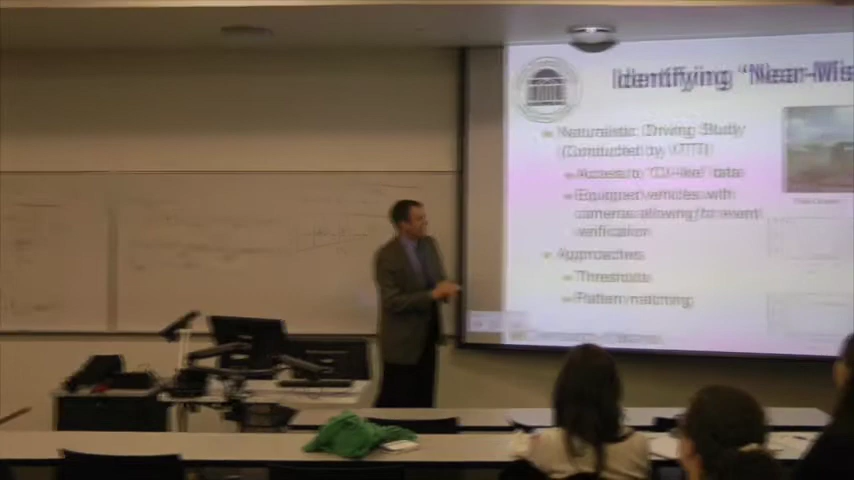 Identifying "Near-Mis
Naturalistic Driving Study
(Conducted by VTTI)
Access to "CV-like" data
Equipped vehicles with
cameras allowing for event
verification
Approaches
Thresholds
Pattern matching